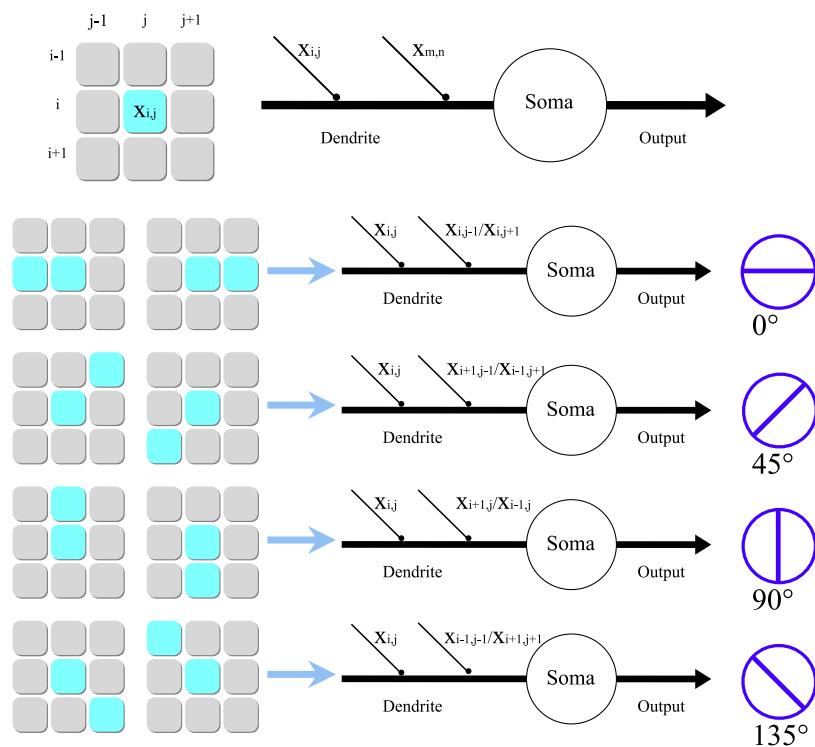 j-1 j j+1
i-1
i
i+1
xi,j
xi,j xm,n
Soma
Dendrite Output
xi,j xi,j-1/xi,j+1
Soma
Dendrite Output
0°
xi,j xi+1,j-1/xi-1,j+1
Soma
Dendrite Output
45°
xi,j xi+1,j/xi-1,j
Soma
Dendrite Output
90°
xi,j xi-1,j-1/xi+1,j+1
Soma
Dendrite Output
135°